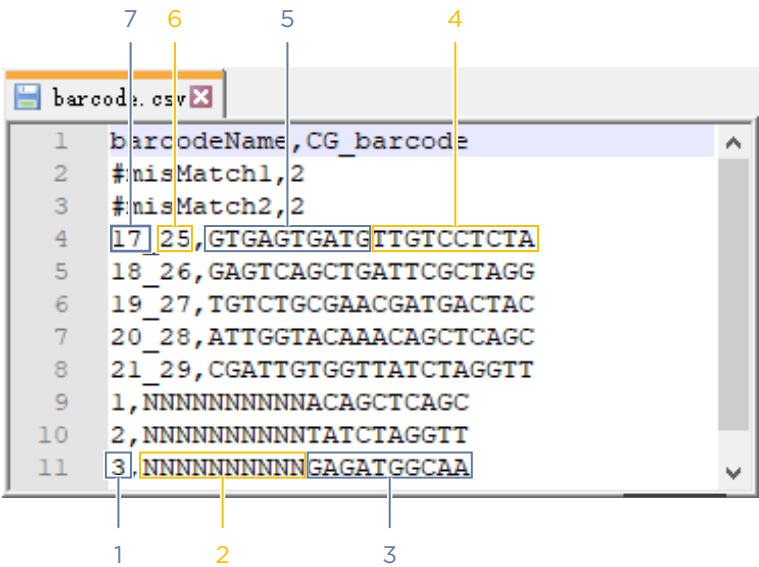 7 6 5 4
barcode.csv
1 barcodeName,CG_barcode
2 #misMatch1,2
3 #misMatch2,2
4 17_25,GTGAGTGATGTTGTCCTCTA
5 18_26,GAGTCAGCTGATTCGCTAGG
6 19_27,TGTCTGCGAACGATGACTAC
7 20_28,ATTGGTACAAACAGCTCAGC
8 21_29,CGATTGTGGTTATCTAGGTT
9 1,NNNNNNNNNNACAGCTCAGC
10 2,NNNNNNNNNNTATCTAGGTT
11 3,NNNNNNNNNNGAGATGGCAA
1 2 3